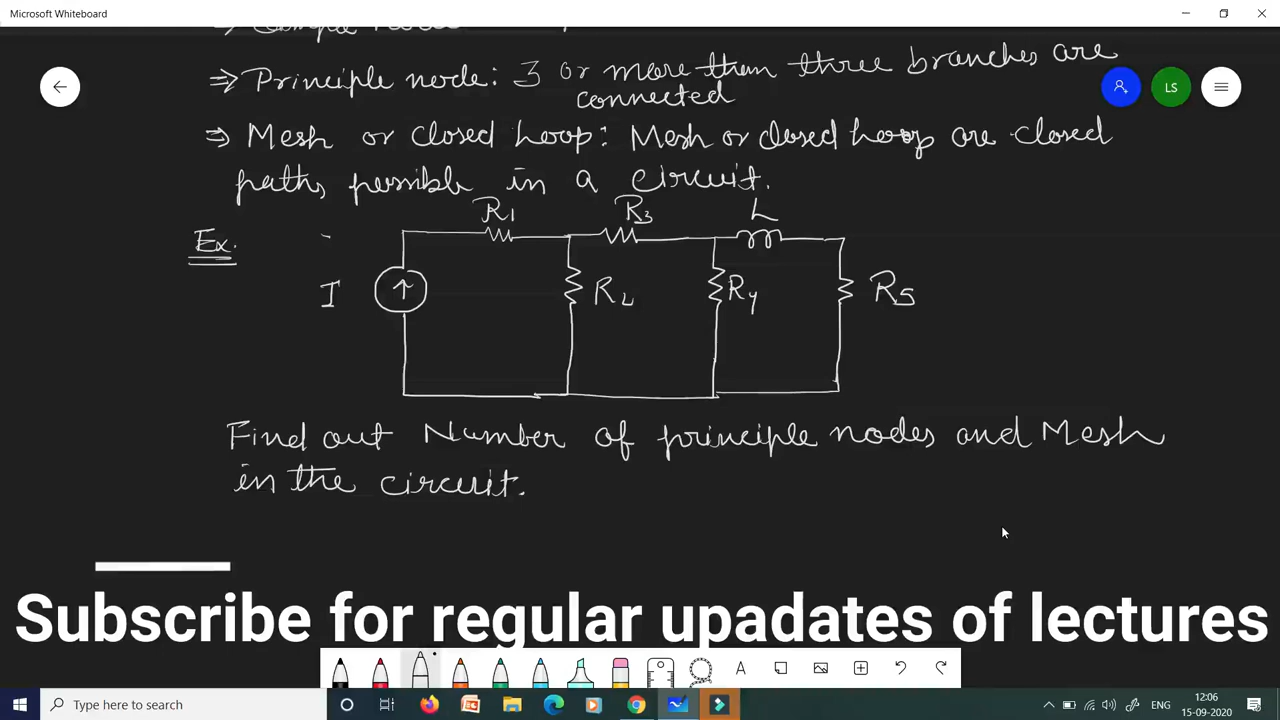 Microsoft Whiteboard
⇒ Principle node: 3 or more than three branches are
connected
LS
⇒ Mesh or closed Loop: Mesh or closed Loop are closed
paths possible in a circuit.
R1 R3 L
Ex.
I R2 R4 R5
Find out Number of principle nodes and Mesh
in the circuit.
Subscribe for regular upadates of lectures
Type here to search
ENG
12:06
15-09-2020